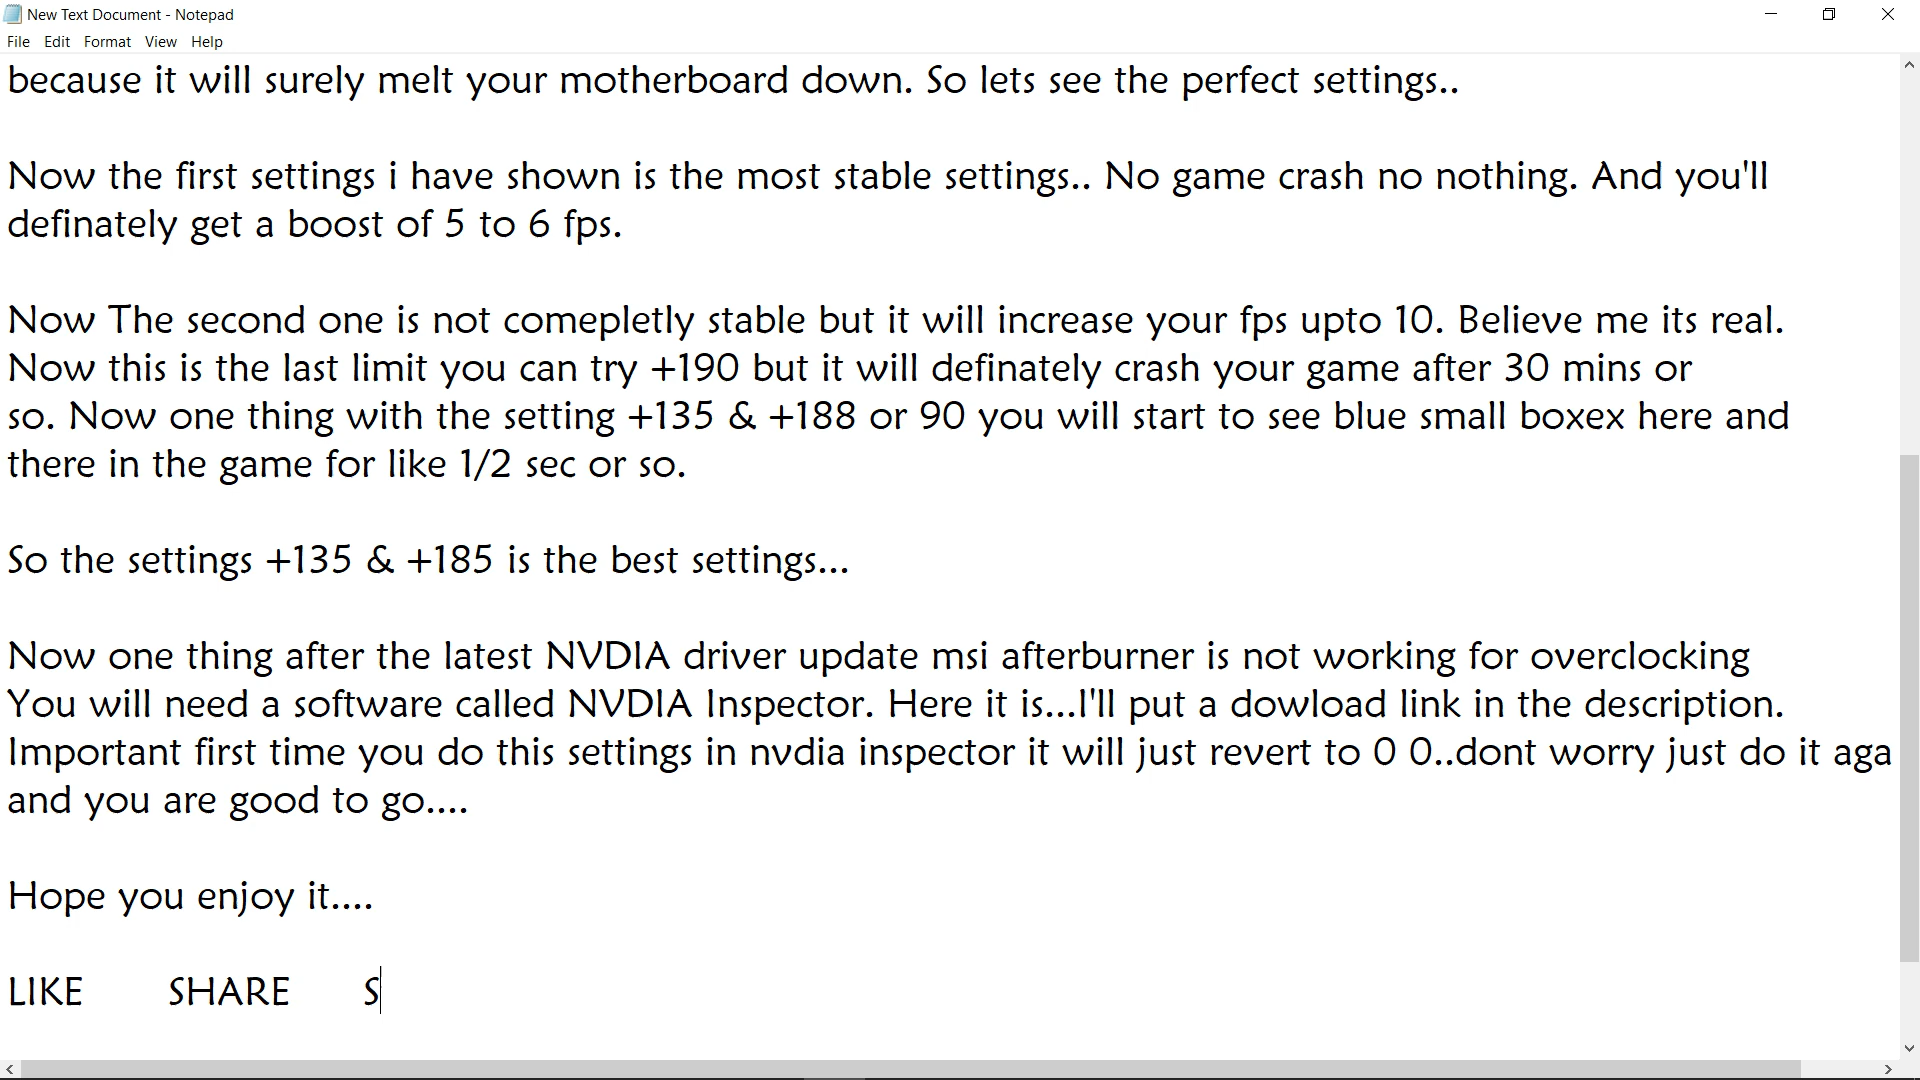 New Text Document - Notepad
File Edit Format View Help
because it will surely melt your motherboard down. So lets see the perfect settings..
Now the first settings i have shown is the most stable settings.. No game crash no nothing. And you'll
definately get a boost of 5 to 6 fps.
Now The second one is not comepletly stable but it will increase your fps upto 10. Believe me its real.
Now this is the last limit you can try +190 but it will definately crash your game after 30 mins or
so. Now one thing with the setting +135 & +188 or 90 you will start to see blue small boxex here and
there in the game for like 1/2 sec or so.
So the settings +135 & +185 is the best settings...
Now one thing after the latest NVDIA driver update msi afterburner is not working for overclocking
You will need a software called NVDIA Inspector. Here it is...I'll put a dowload link in the description.
Important first time you do this settings in nvdia inspector it will just revert to 0 0..dont worry just do it aga
and you are good to go....
Hope you enjoy it....
LIKE SHARE S